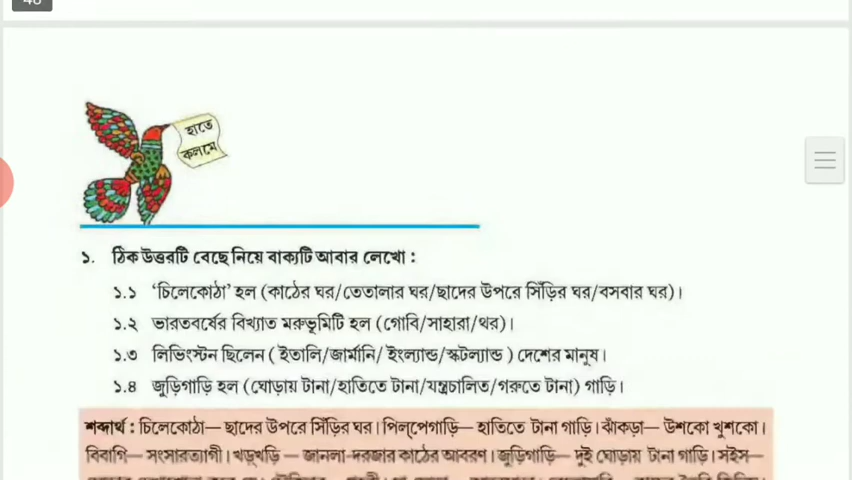 48
হাতে
কলমে
১. ঠিক উত্তরটি বেছে নিয়ে বাক্যটি আবার লেখো :
১.১ ‘চিলেকোঠা’ হল (কাঠের ঘর/তেতালার ঘর/ছাদের উপরে সিঁড়ির ঘর/বসবার ঘর)।
১.২ ভারতবর্ষের বিখ্যাত মরুভূমিটি হল (গোবি/সাহারা/থর)।
১.৩ লিভিংস্টন ছিলেন (ইতালি/জার্মানি/ইংল্যান্ড/স্কটল্যান্ড) দেশের মানুষ।
১.৪ জুড়িগাড়ি হল (ঘোড়ায় টানা/হাতিতে টানা/যন্ত্রচালিত/গরুতে টানা) গাড়ি।
শব্দার্থ : চিলেকোঠা— ছাদের উপরে সিঁড়ির ঘর। পিল্‌পেগাড়ি— হাতিতে টানা গাড়ি। ঝাঁকড়া— উশকো খুশকো।
বিবাগি— সংসারত্যাগী। খড়্‌খড়ি – জানলা-দরজার কাঠের আবরণ। জুড়িগাড়ি— দুই ঘোড়ায় টানা গাড়ি। সইস—